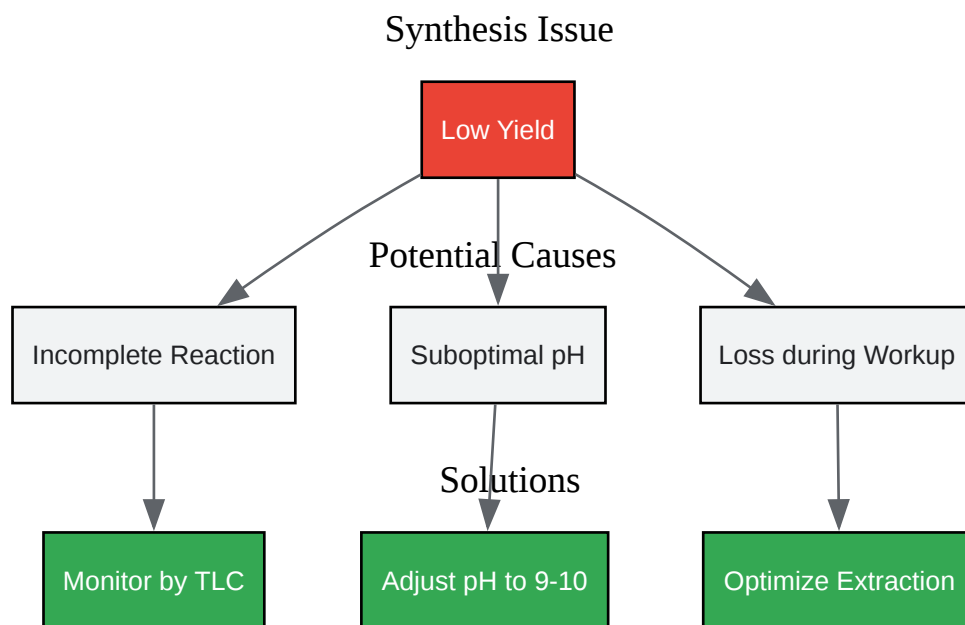 Synthesis Issue
Low Yield
Potential Causes
Incomplete Reaction
Suboptimal pH
Loss during Workup
Solutions
Monitor by TLC
Adjust pH to 9-10
Optimize Extraction